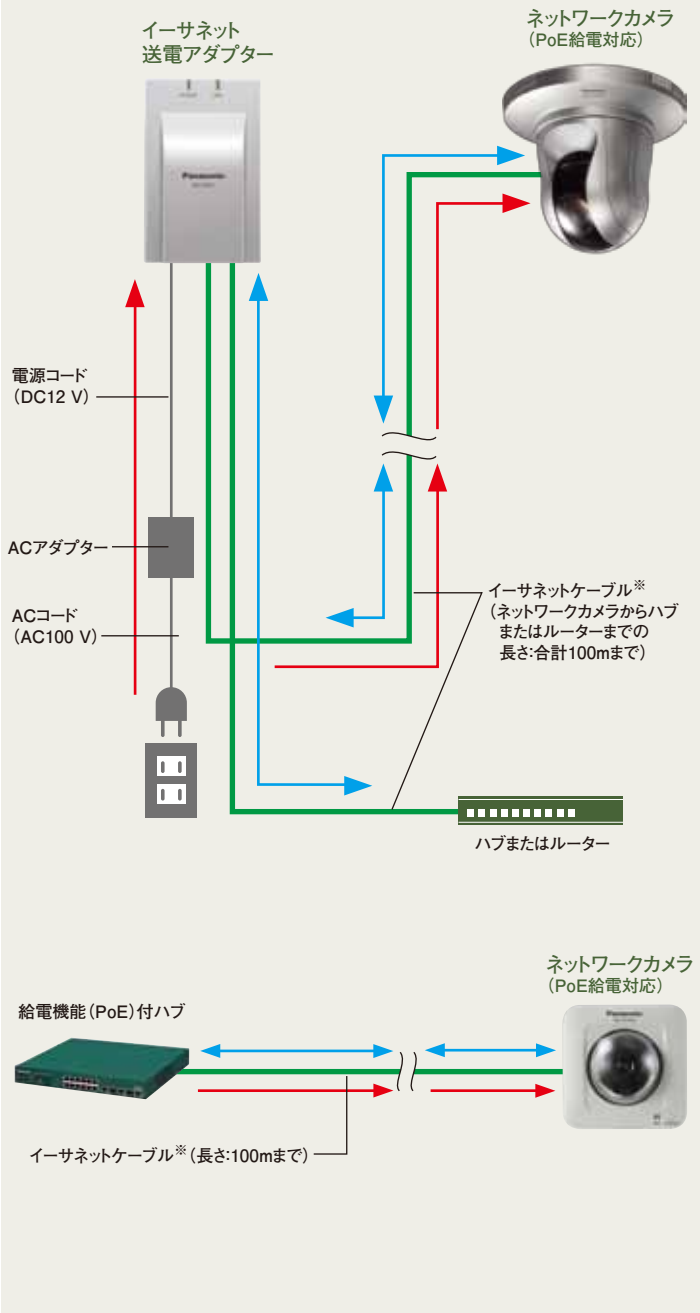 イーサネット
送電アダプター
ネットワークカメラ
（PoE給電対応）
Panasonic
電源コード
（DC12 V）
ACアダプター
ACコード
（AC100 V）
イーサネットケーブル※
（ネットワークカメラからハブ
またはルーターまでの
長さ：合計100mまで）
ハブまたはルーター
ネットワークカメラ
（PoE給電対応）
給電機能（PoE）付ハブ
Panasonic
イーサネットケーブル※（長さ：100mまで）